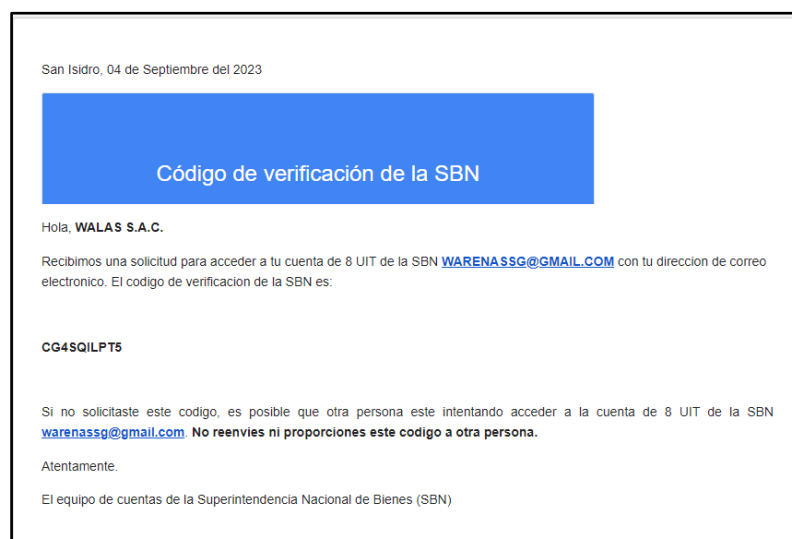 San Isidro, 04 de Septiembre del 2023
Código de verificación de la SBN
Hola, WALAS S.A.C.
Recibimos una solicitud para acceder a tu cuenta de 8 UIT de la SBN WARENASSG@GMAIL.COM con tu direccion de correo
electronico. El codigo de verificacion de la SBN es:
CG4SQILPT5
Si no solicitaste este codigo, es posible que otra persona este intentando acceder a la cuenta de 8 UIT de la SBN
warenassg@gmail.com. No reenvies ni proporciones este codigo a otra persona.
Atentamente.
El equipo de cuentas de la Superintendencia Nacional de Bienes (SBN)